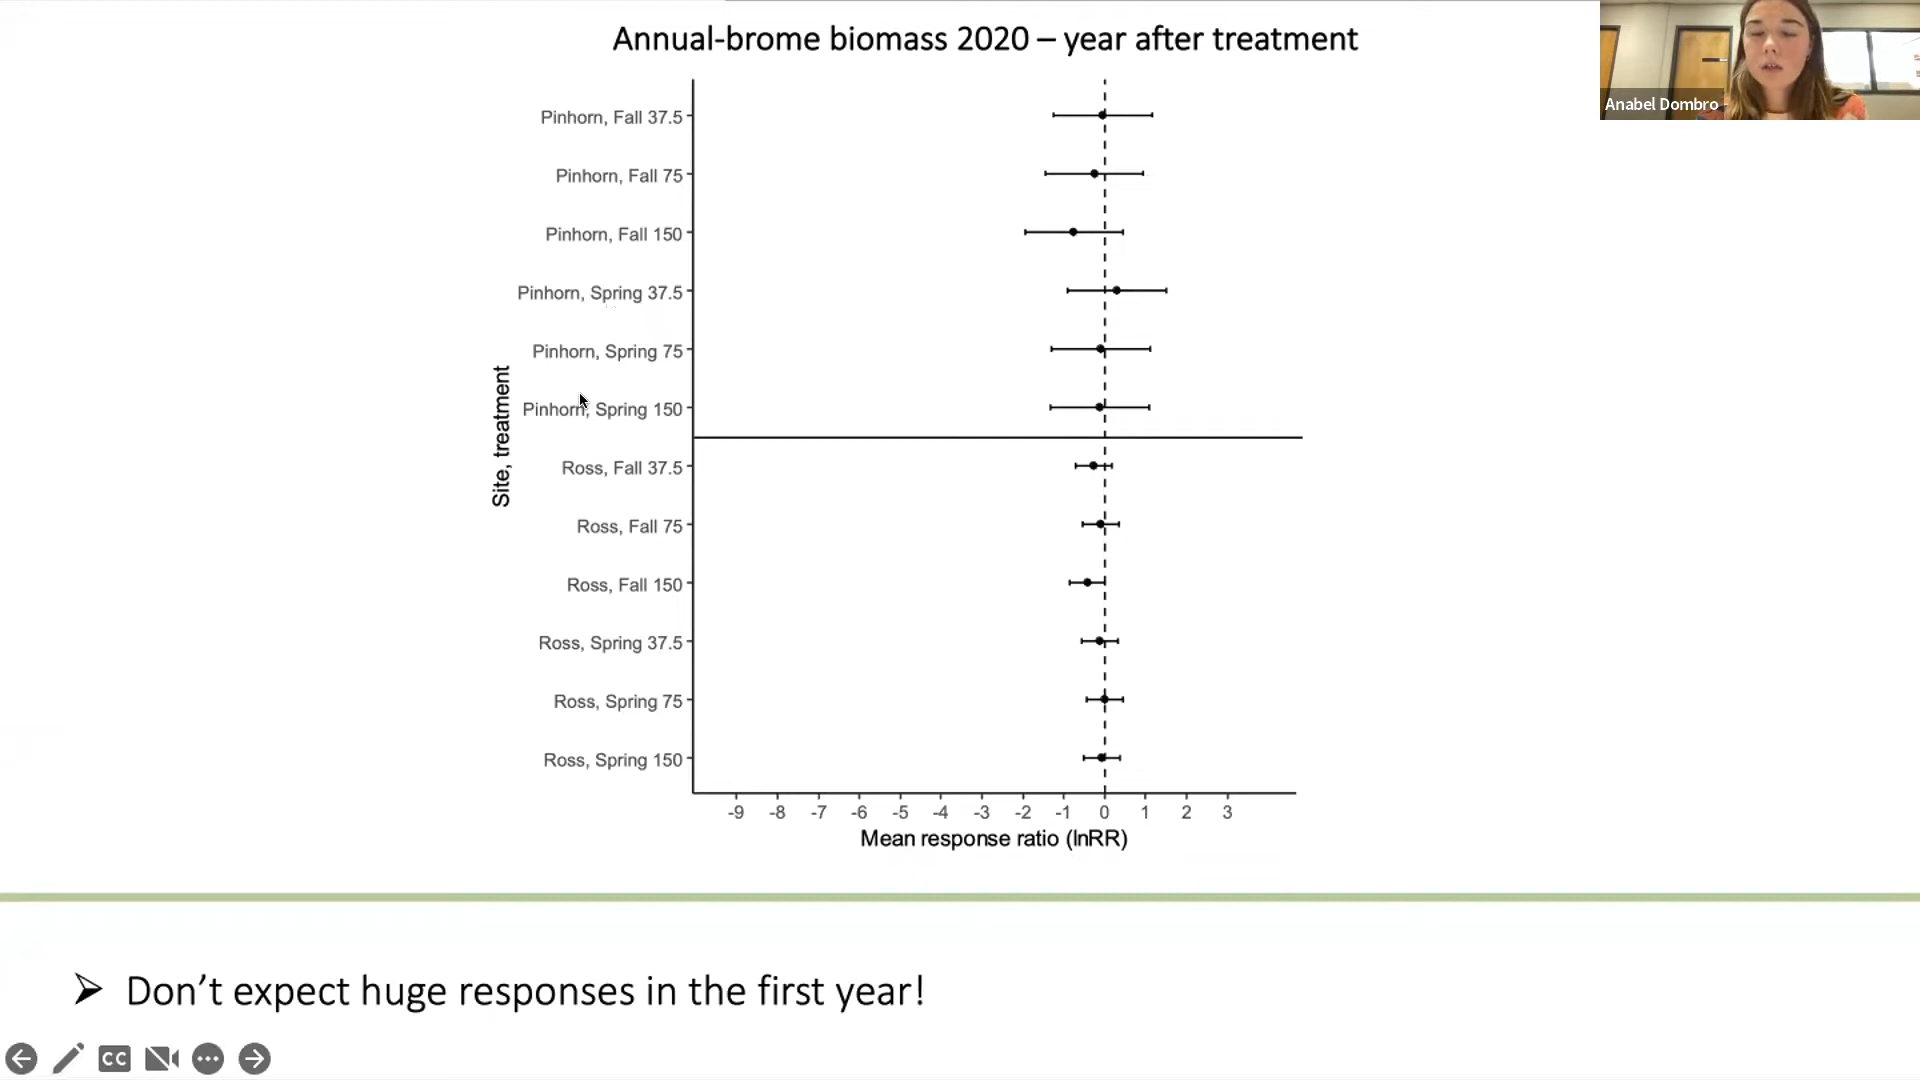 Annual-brome biomass 2020 – year after treatment
Anabel Dombro
Site, treatment
Pinhorn, Fall 37.5
Pinhorn, Fall 75
Pinhorn, Fall 150
Pinhorn, Spring 37.5
Pinhorn, Spring 75
Pinhorn, Spring 150
Ross, Fall 37.5
Ross, Fall 75
Ross, Fall 150
Ross, Spring 37.5
Ross, Spring 75
Ross, Spring 150
-9 -8 -7 -6 -5 -4 -3 -2 -1 0 1 2 3
Mean response ratio (lnRR)
➢ Don’t expect huge responses in the first year!
CC